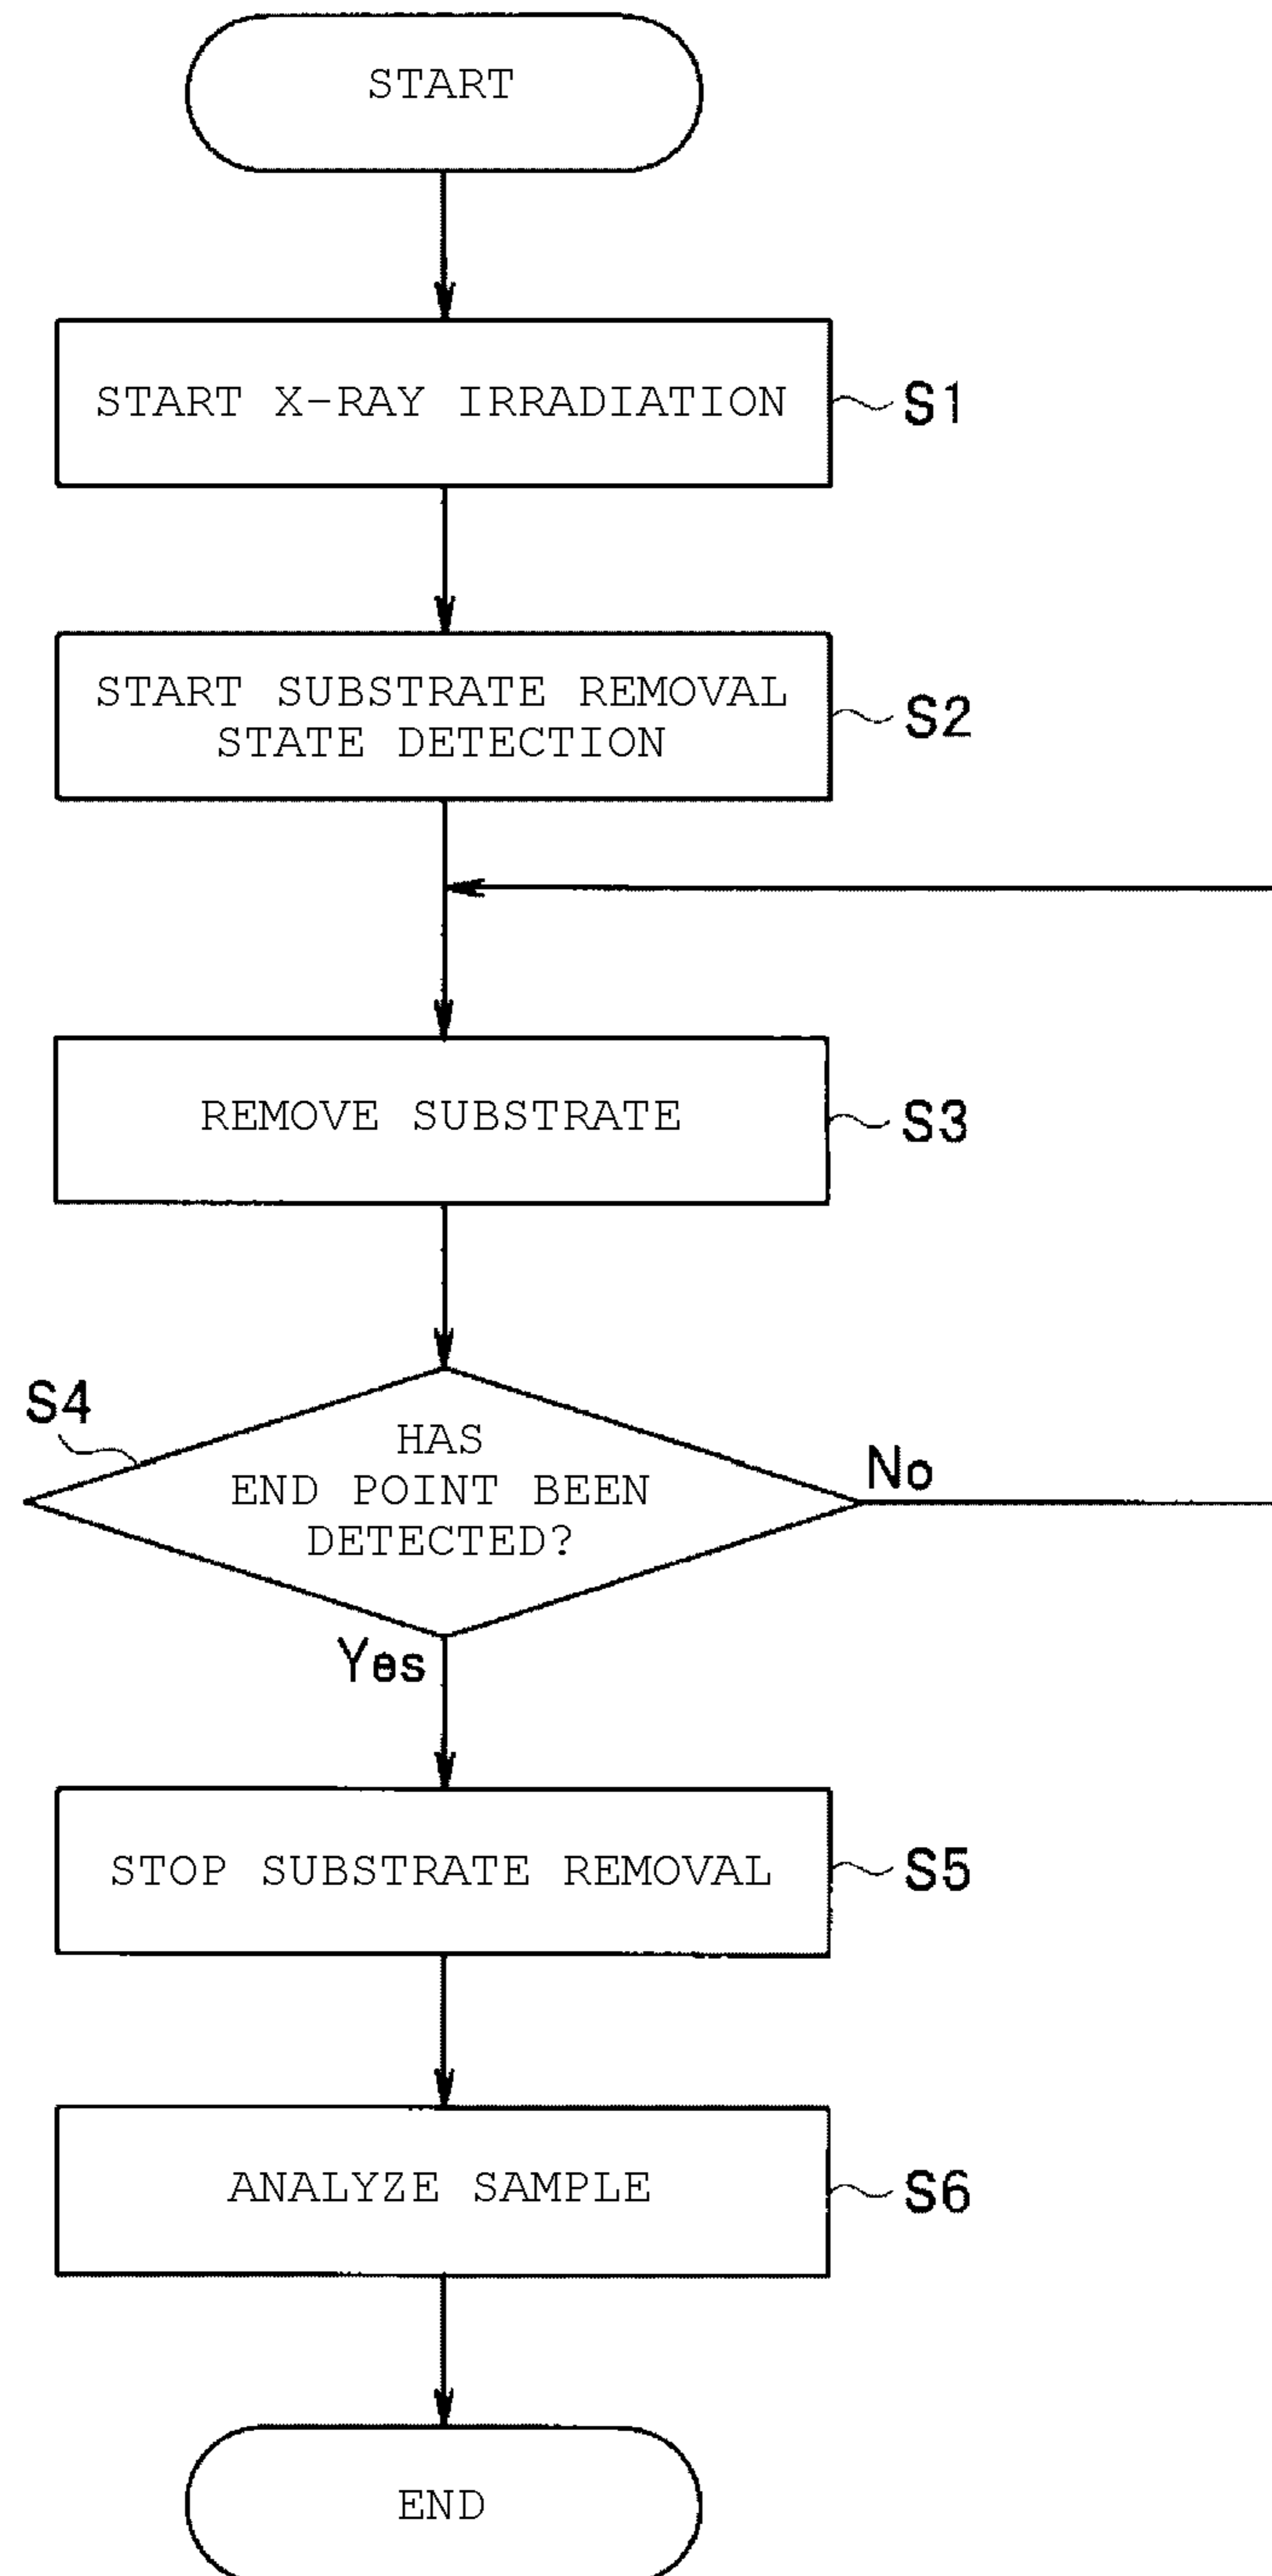 START
START X-RAY IRRADIATION
S1
START SUBSTRATE REMOVAL
STATE DETECTION
S2
REMOVE SUBSTRATE
S3
S4
HAS
END POINT BEEN
DETECTED?
No
Yes
STOP SUBSTRATE REMOVAL
S5
ANALYZE SAMPLE
S6
END